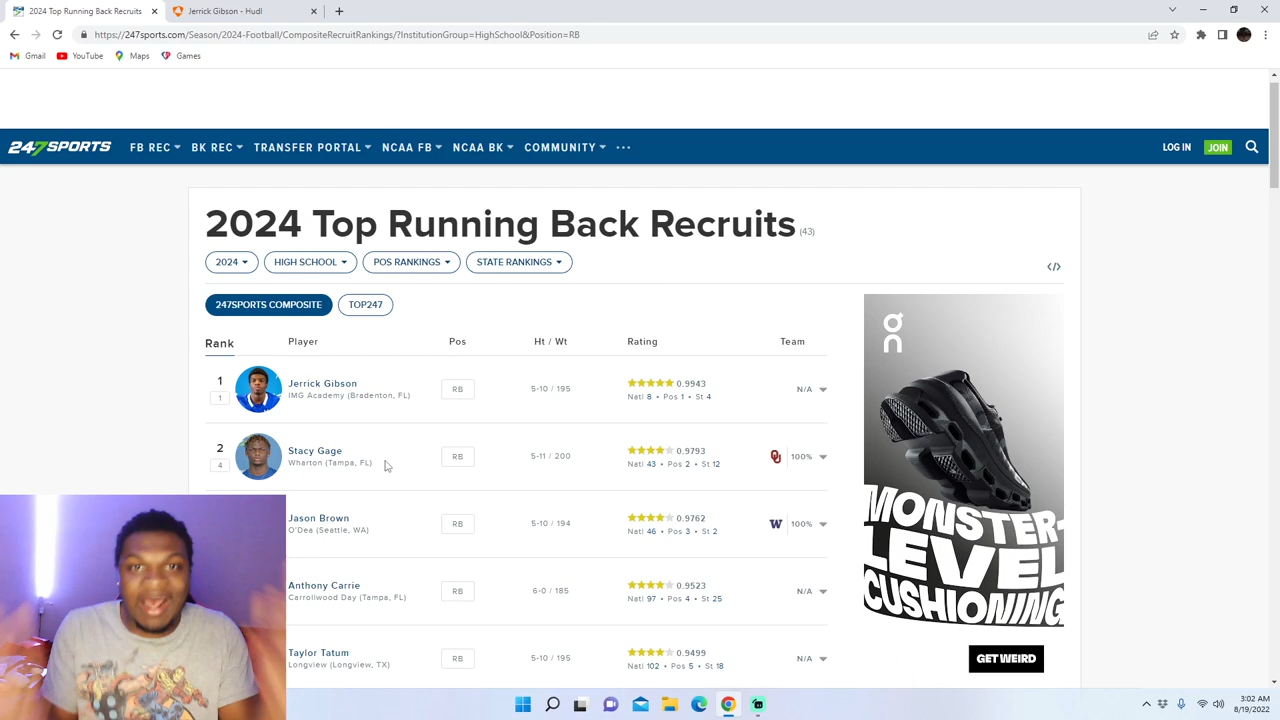 2024 Top Running Back Recruits
Jerrick Gibson - Hudl
https://247sports.com/Season/2024-Football/CompositeRecruitRankings/?InstitutionGroup=HighSchool&Position=RB
Gmail YouTube Maps Games
247SPORTS FB REC BK REC TRANSFER PORTAL NCAA FB NCAA BK COMMUNITY ··· LOG IN JOIN
2024 Top Running Back Recruits (43)
2024 HIGH SCHOOL POS RANKINGS STATE RANKINGS </>
247SPORTS COMPOSITE TOP247
Rank Player Pos Ht / Wt Rating Team
1 Jerrick Gibson RB 5-10 / 195 0.9943 N/A
1 IMG Academy (Bradenton, FL) Natl 8 • Pos 1 • St 4
2 Stacy Gage RB 5-11 / 200 0.9793 OU 100%
4 Wharton (Tampa, FL) Natl 43 • Pos 2 • St 12
Jason Brown RB 5-10 / 194 0.9762 W 100%
O'Dea (Seattle, WA) Natl 46 • Pos 3 • St 2
Anthony Carrie RB 6-0 / 185 0.9523 N/A
Carrollwood Day (Tampa, FL) Natl 97 • Pos 4 • St 25
Taylor Tatum RB 5-10 / 195 0.9499 N/A
Longview (Longview, TX) Natl 102 • Pos 5 • St 18
On
MONSTER-
LEVEL
CUSHIONING
GET WEIRD
3:02 AM
8/19/2022